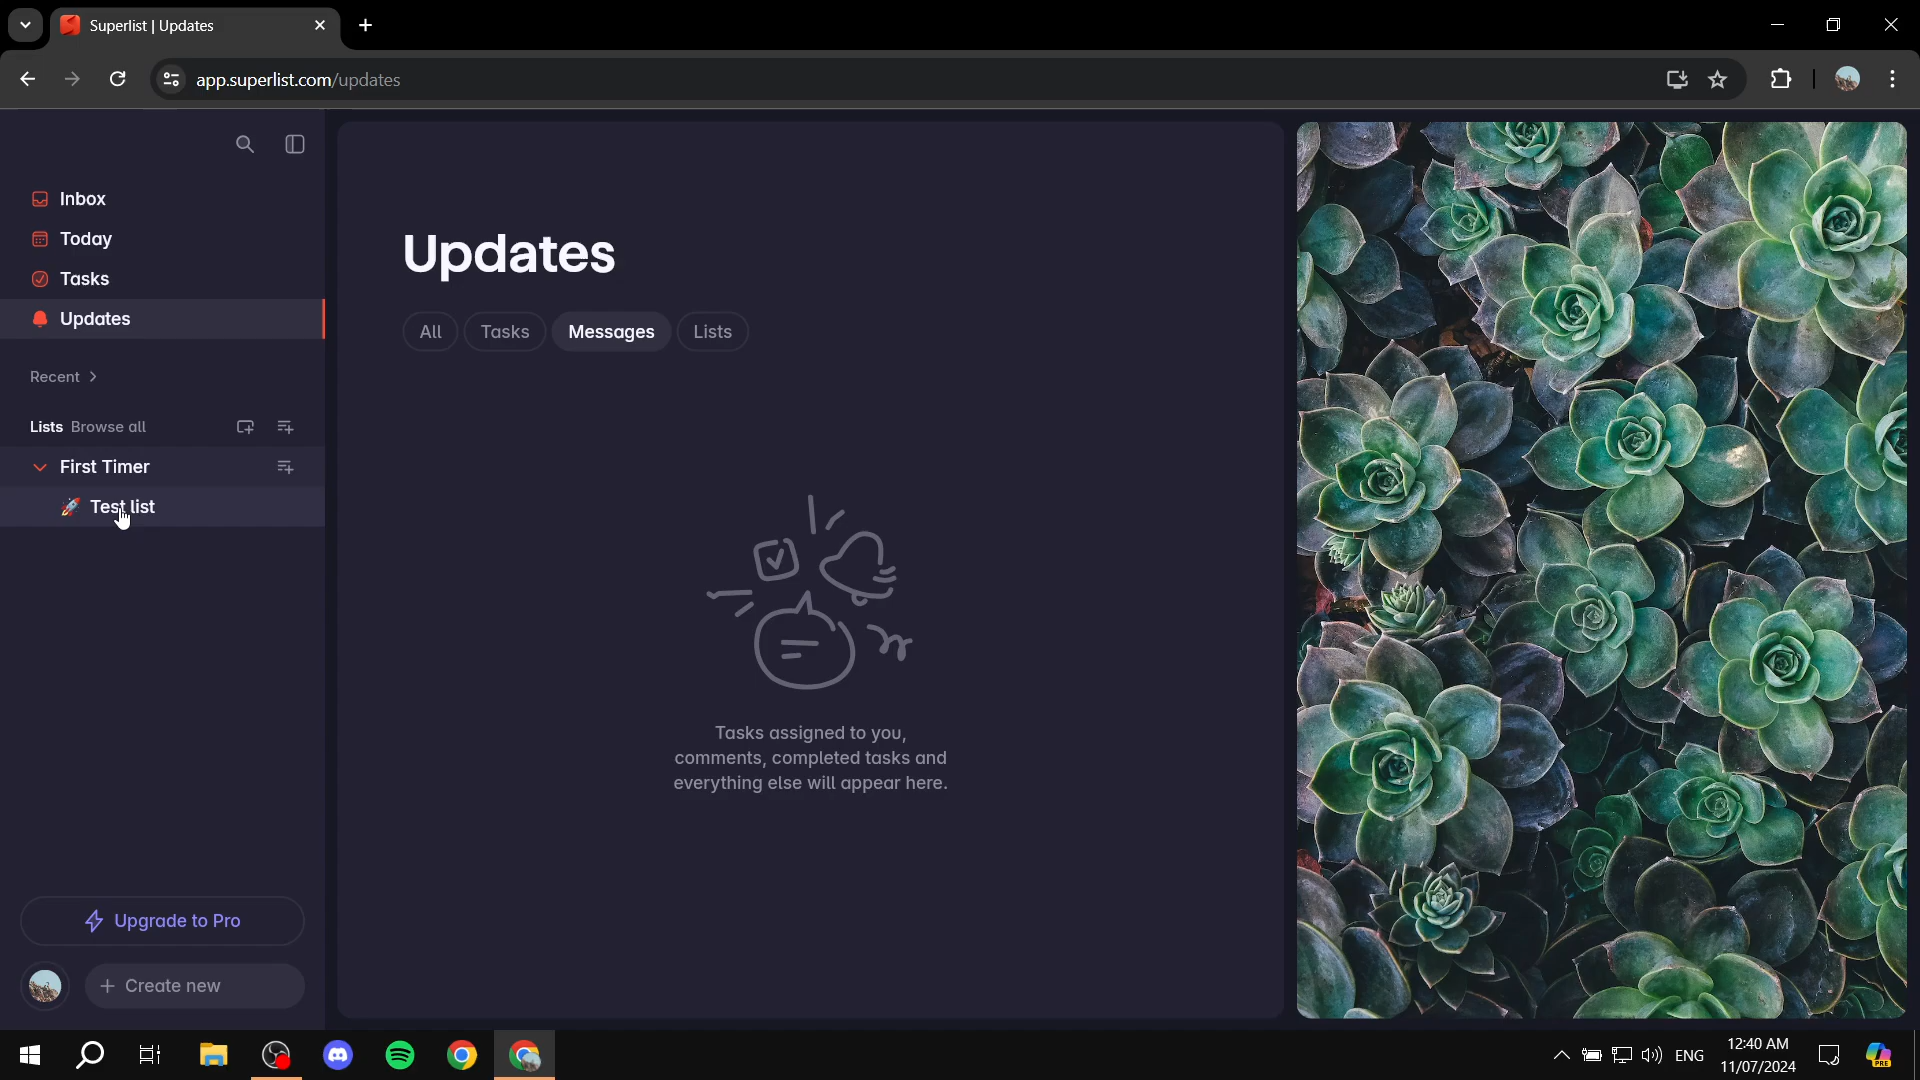 Superlist | Updates
app.superlist.com/updates
Inbox
Today
Tasks
Updates
Recent
Lists Browse all
First Timer
Test list
Upgrade to Pro
+ Create new
Updates
All Tasks Messages Lists
Tasks assigned to you,
comments, completed tasks and
everything else will appear here.
ENG
12:40 AM
11/07/2024
PRE